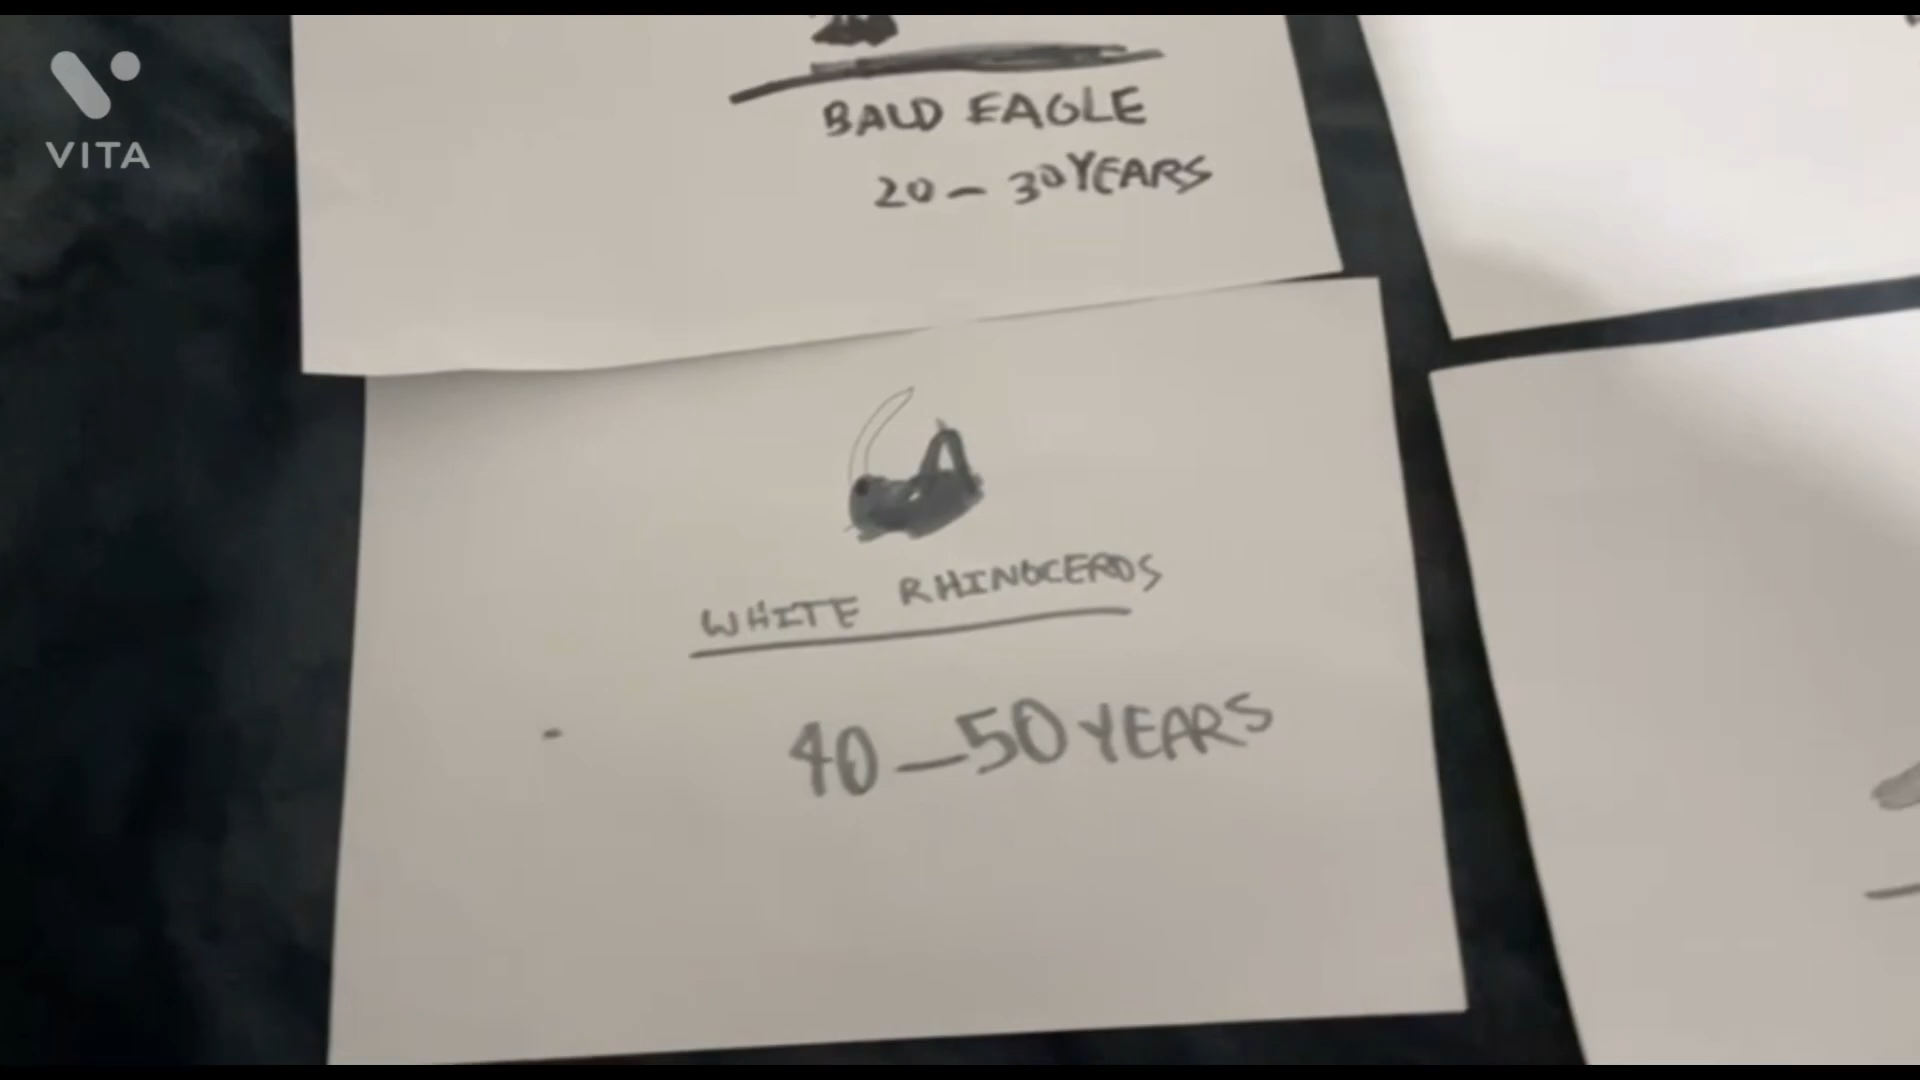 VITA
BALD EAGLE
20 - 30 YEARS
WHITE RHINOCEROS
40 - 50 YEARS